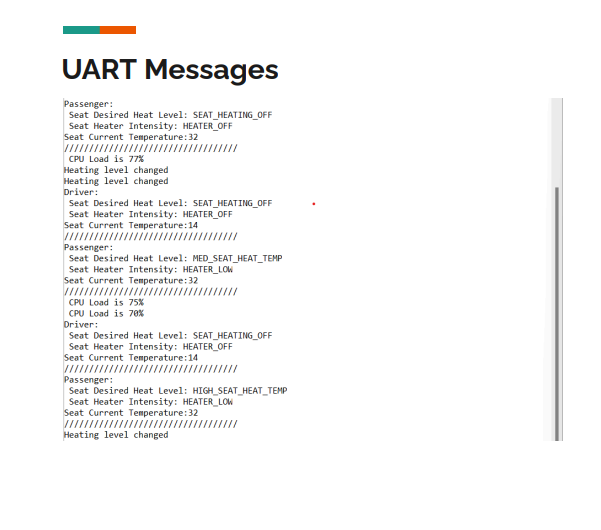 UART Messages
Passenger:
Seat Desired Heat Level: SEAT_HEATING_OFF
Seat Heater Intensity: HEATER_OFF
Seat Current Temperature:32
///////////////////////////////////
CPU Load is 77%
Heating level changed
Heating level changed
Driver:
Seat Desired Heat Level: SEAT_HEATING_OFF
Seat Heater Intensity: HEATER_OFF
Seat Current Temperature:14
///////////////////////////////////
Passenger:
Seat Desired Heat Level: MED_SEAT_HEAT_TEMP
Seat Heater Intensity: HEATER_LOW
Seat Current Temperature:32
///////////////////////////////////
CPU Load is 75%
CPU Load is 70%
Driver:
Seat Desired Heat Level: SEAT_HEATING_OFF
Seat Heater Intensity: HEATER_OFF
Seat Current Temperature:14
///////////////////////////////////
Passenger:
Seat Desired Heat Level: HIGH_SEAT_HEAT_TEMP
Seat Heater Intensity: HEATER_LOW
Seat Current Temperature:32
///////////////////////////////////
Heating level changed